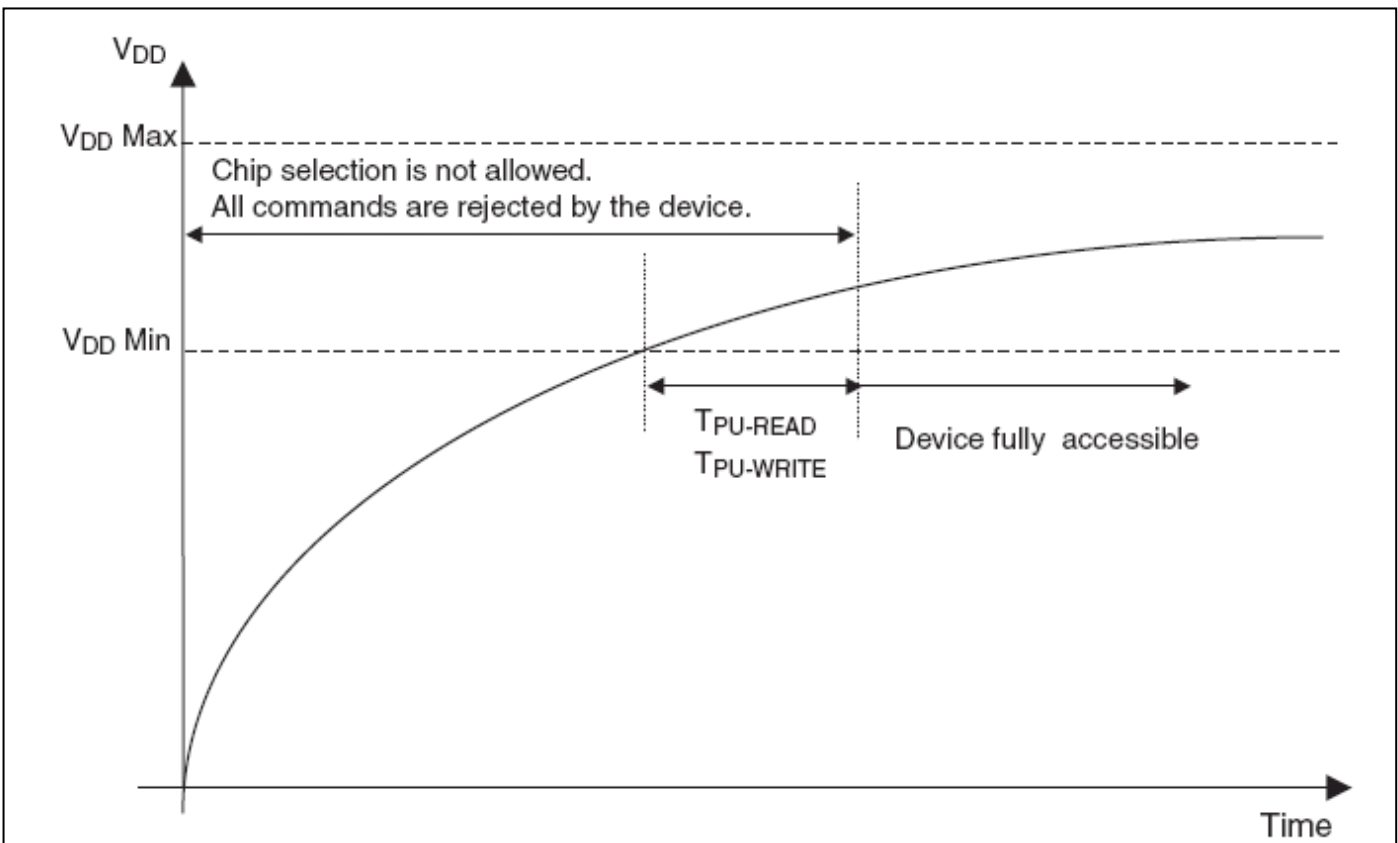 VDD
VDD Max
Chip selection is not allowed.
All commands are rejected by the device.
VDD Min
TPU-READ
TPU-WRITE
Device fully accessible
Time